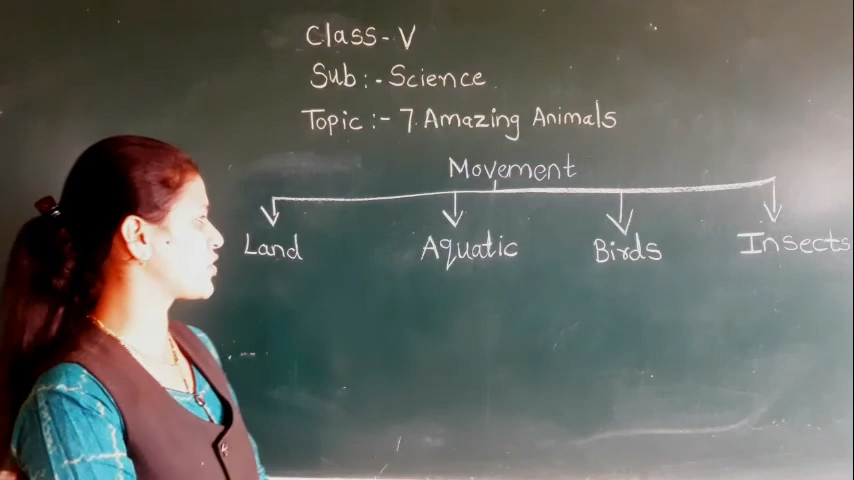 Class-V
Sub:-Science
Topic:- 7. Amazing Animals
Movement
Land Aquatic Birds Insects